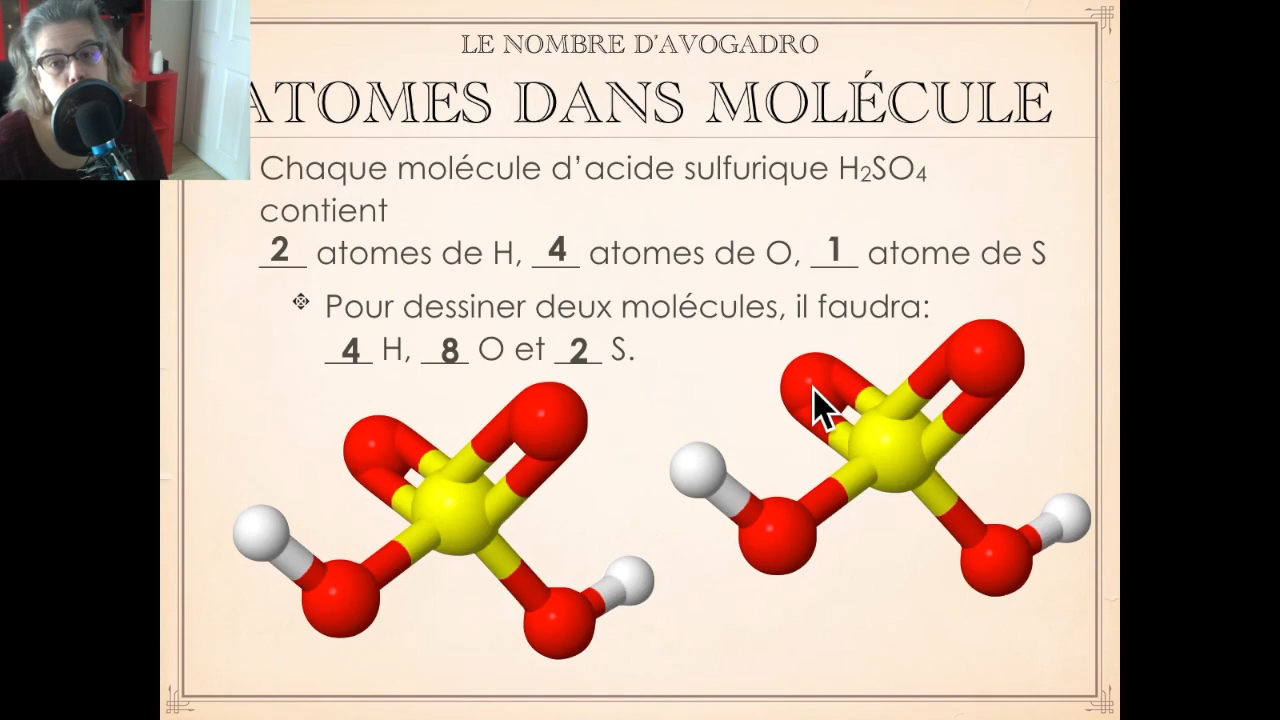 LE NOMBRE D'AVOGADRO
ATOMES DANS MOLÉCULE
Chaque molécule d'acide sulfurique H₂SO₄
contient
2 atomes de H, 4 atomes de O, 1 atome de S
Pour dessiner deux molécules, il faudra:
4 H, 8 O et 2 S.